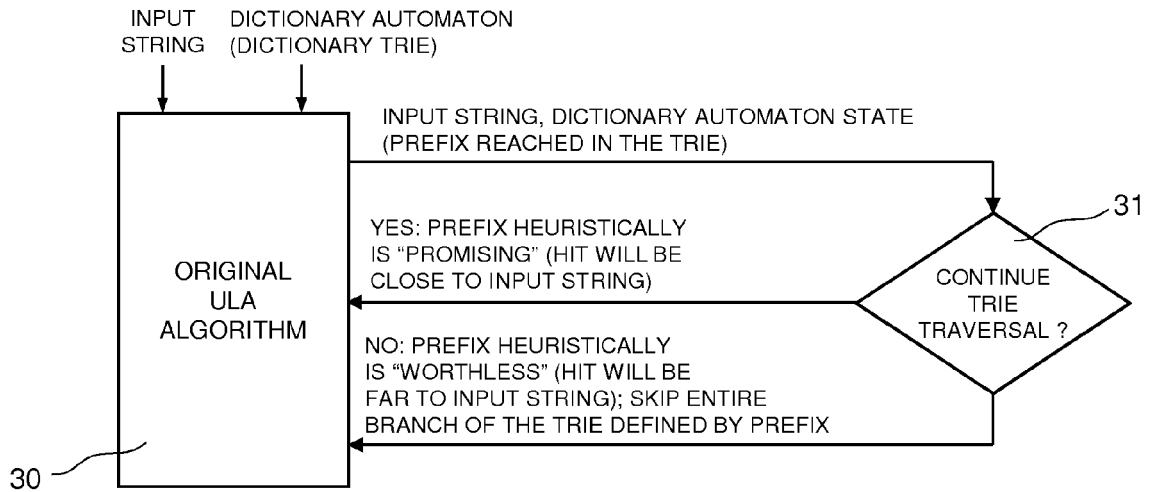 INPUT
STRING
DICTIONARY AUTOMATON
(DICTIONARY TRIE)
INPUT STRING, DICTIONARY AUTOMATON STATE
(PREFIX REACHED IN THE TRIE)
31
YES: PREFIX HEURISTICALLY
IS “PROMISING” (HIT WILL BE
CLOSE TO INPUT STRING)
ORIGINAL
ULA
ALGORITHM
CONTINUE
TRIE
TRAVERSAL ?
NO: PREFIX HEURISTICALLY
IS “WORTHLESS” (HIT WILL BE
FAR TO INPUT STRING); SKIP ENTIRE
BRANCH OF THE TRIE DEFINED BY PREFIX
30